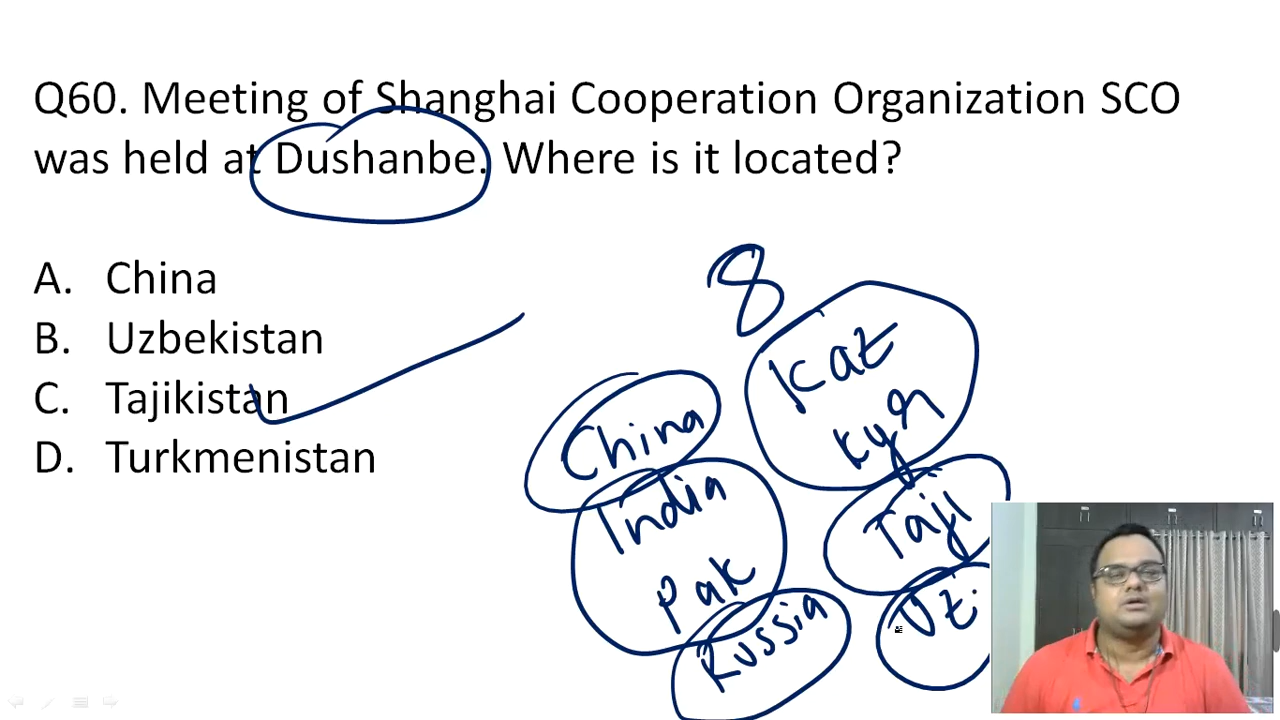 Q60. Meeting of Shanghai Cooperation Organization SCO
was held at Dushanbe. Where is it located?
A. China
B. Uzbekistan
C. Tajikistan
D. Turkmenistan
8
Kaz
Kyr
China
India
Pak
Russia
Taji
Uz.